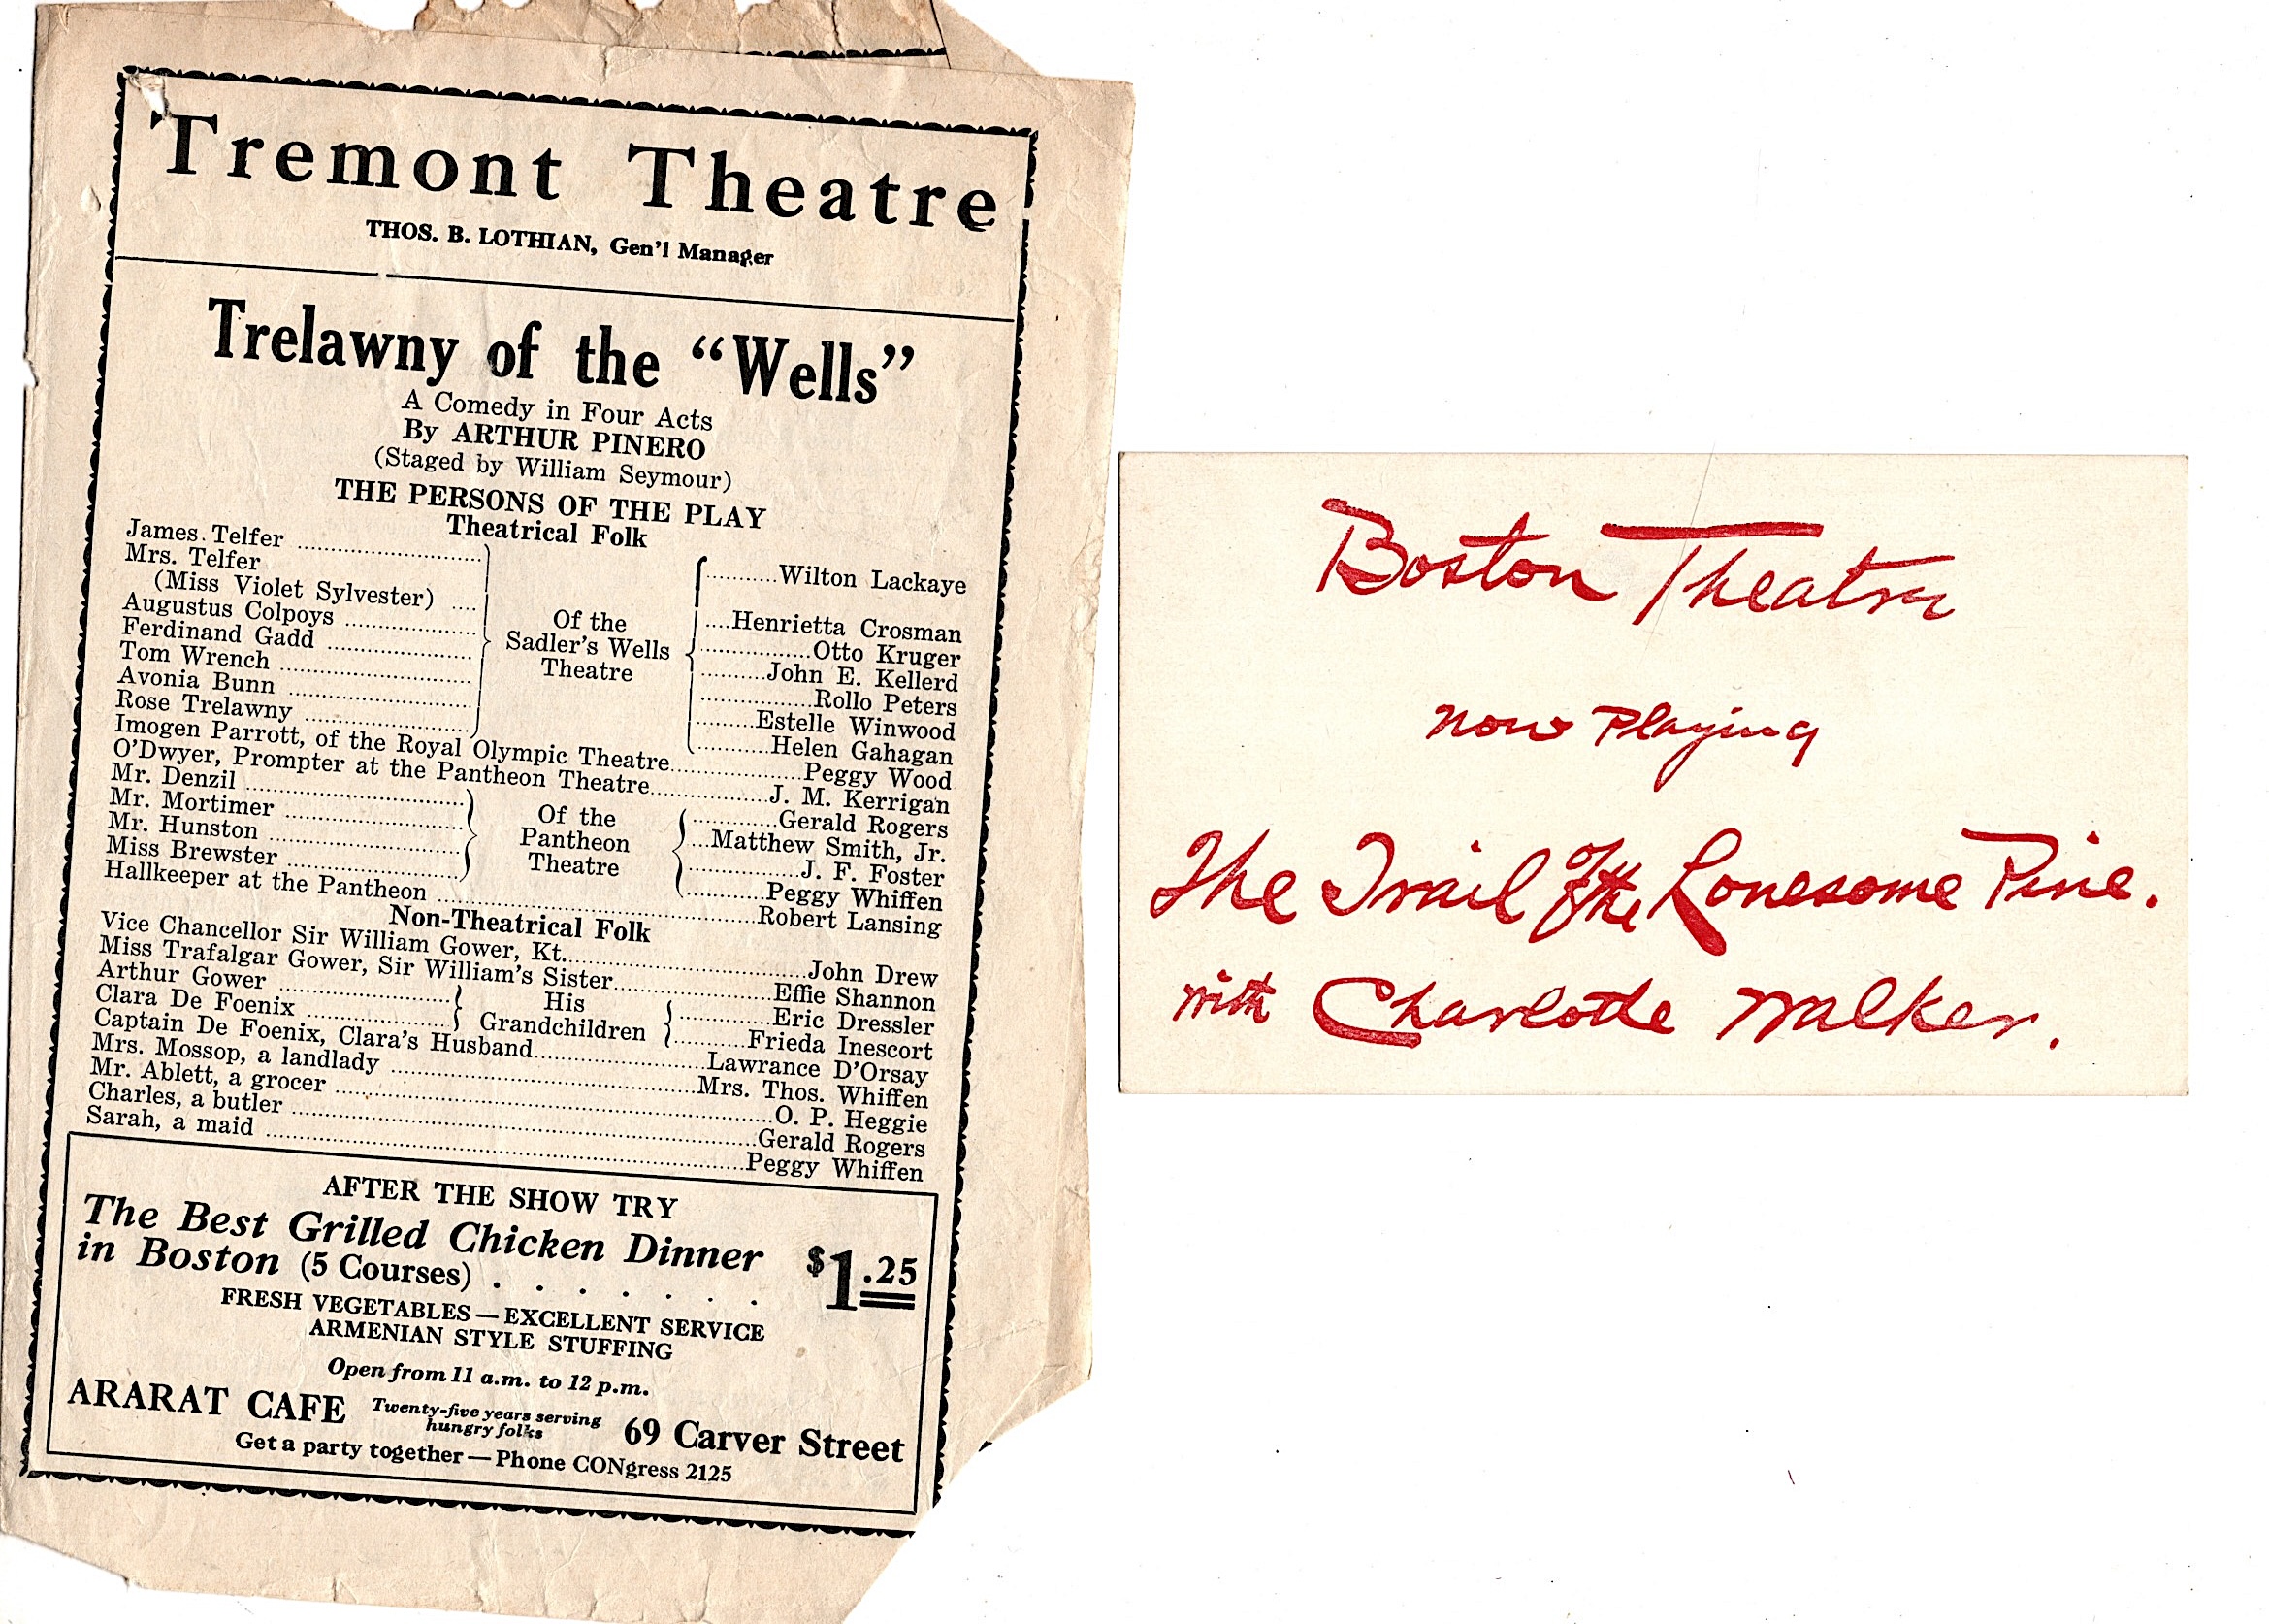 Tremont Theatre
THOS. B. LOTHIAN, Gen'l Manager
Trelawny of the "Wells"
A Comedy in Four Acts
By ARTHUR PINERO
(Staged by William Seymour)
THE PERSONS OF THE PLAY
Theatrical Folk
James Telfer ........ Wilton Lackaye
Mrs. Telfer
(Miss Violet Sylvester) .... Henrietta Crosman
Augustus Colpoys ........ Otto Kruger
Ferdinand Gadd ........ John E. Kellerd
Tom Wrench ........ Rollo Peters
Avonia Bunn ........ Estelle Winwood
Rose Trelawny ........ Helen Gahagan
Of the
Sadler's Wells
Theatre
Imogen Parrott, of the Royal Olympic Theatre........Peggy Wood
O'Dwyer, Prompter at the Pantheon Theatre........J. M. Kerrigan
Mr. Denzil ........ Gerald Rogers
Mr. Mortimer ........ Matthew Smith, Jr.
Mr. Hunston ........ J. F. Foster
Miss Brewster ........ Peggy Whiffen
Of the
Pantheon
Theatre
Hallkeeper at the Pantheon ........ Robert Lansing
Non-Theatrical Folk
Vice Chancellor Sir William Gower, Kt.........John Drew
Miss Trafalgar Gower, Sir William's Sister........Effie Shannon
Arthur Gower ........ Eric Dressler
Clara De Foenix ........ Frieda Inescort
His
Grandchildren
Captain De Foenix, Clara's Husband........Lawrance D'Orsay
Mrs. Mossop, a landlady ........ Mrs. Thos. Whiffen
Mr. Ablett, a grocer ........ O. P. Heggie
Charles, a butler ........ Gerald Rogers
Sarah, a maid ........ Peggy Whiffen
AFTER THE SHOW TRY
The Best Grilled Chicken Dinner
in Boston (5 Courses) . . . . . . . $1.25
FRESH VEGETABLES — EXCELLENT SERVICE
ARMENIAN STYLE STUFFING
Open from 11 a.m. to 12 p.m.
ARARAT CAFE Twenty-five years serving hungry folks 69 Carver Street
Get a party together — Phone CONgress 2125
Boston Theatre
now Playing
The Trail of the Lonesome Pine.
with Charlotte Walker.